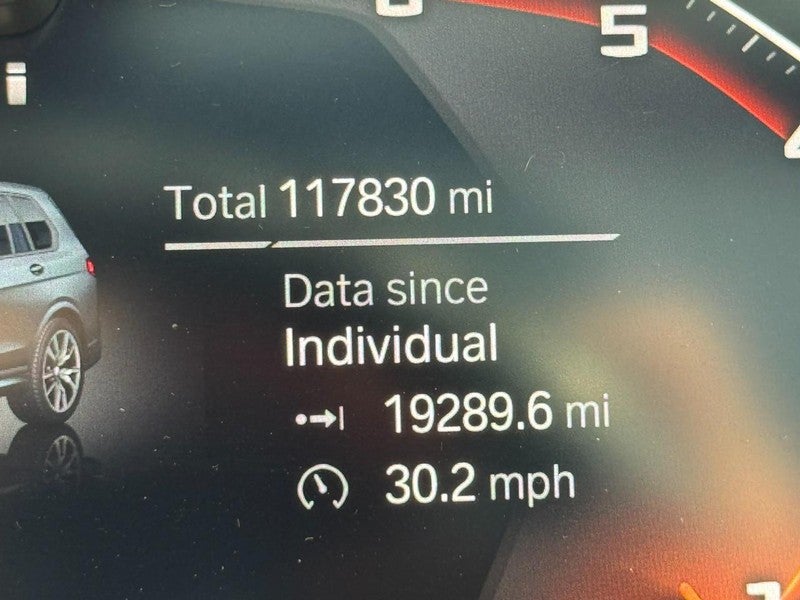 5
Total 117830 mi
Data since
Individual
19289.6 mi
30.2 mph